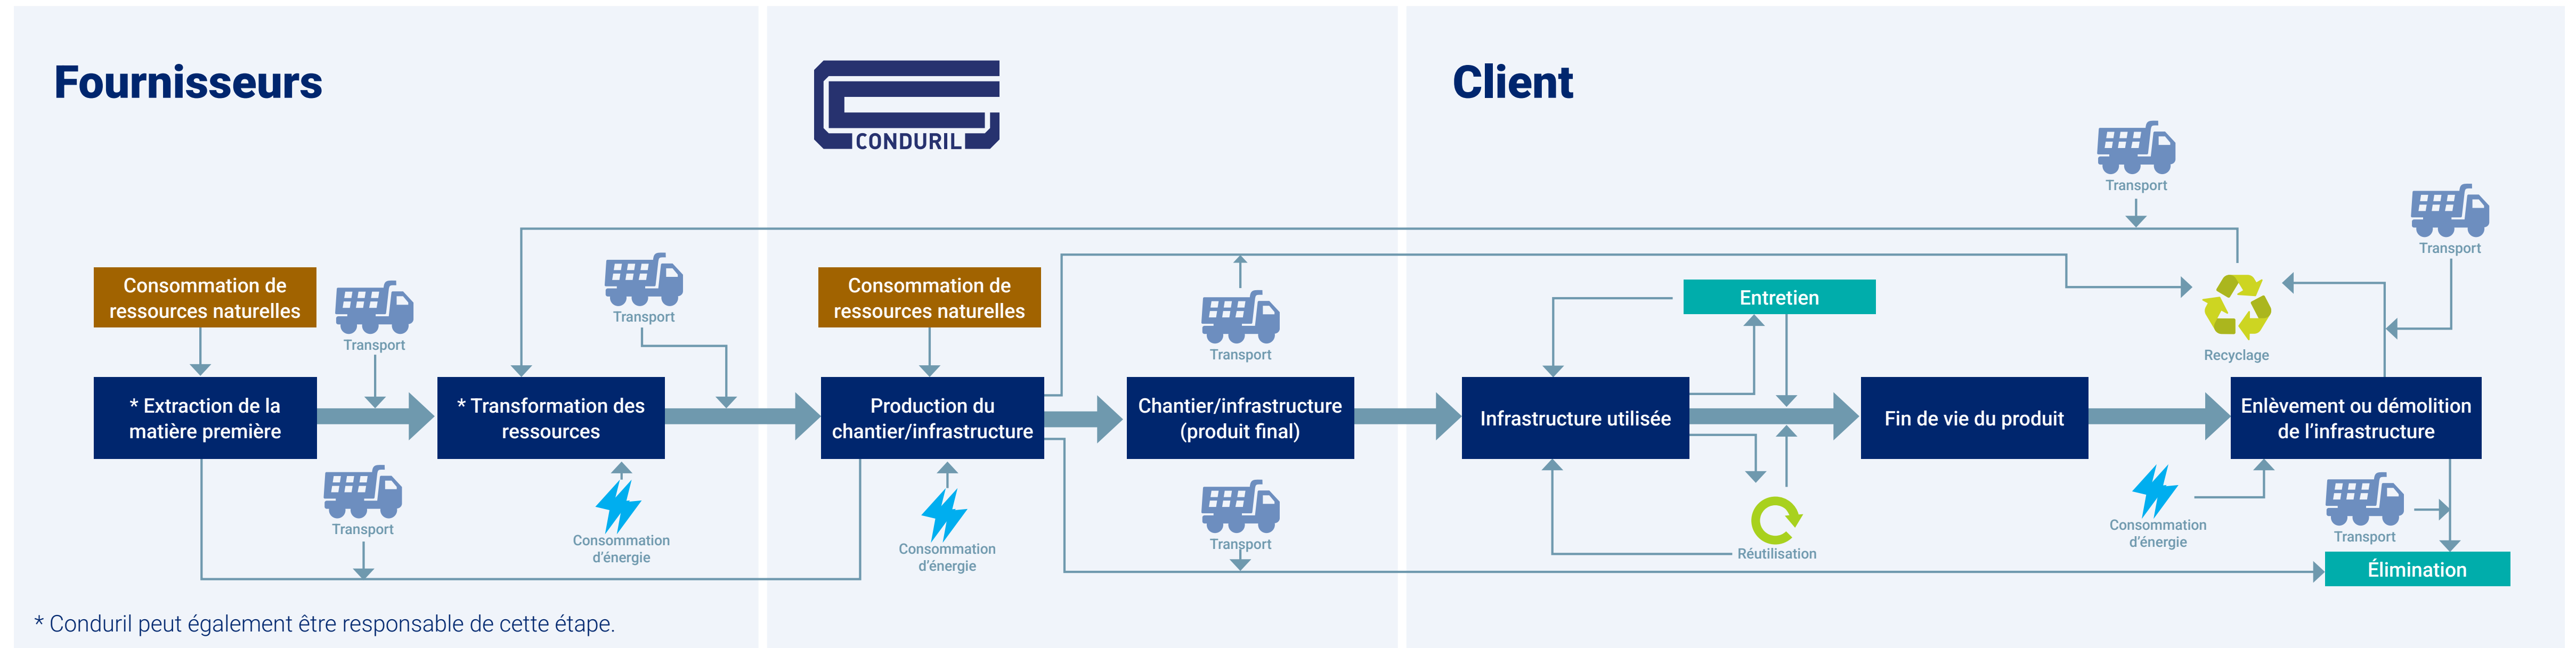 Fournisseurs
CONDURIL
Client
Transport
Transport
Consommation de
ressources naturelles
Transport
Transport
Consommation de
ressources naturelles
Transport
Entretien
Recyclage
* Extraction de la
matière première
* Transformation des
ressources
Production du
chantier/infrastructure
Chantier/infrastructure
(produit final)
Infrastructure utilisée
Fin de vie du produit
Enlèvement ou démolition
de l’infrastructure
Transport
Consommation
d’énergie
Consommation
d’énergie
Transport
Réutilisation
Consommation
d’énergie
Transport
Élimination
* Conduril peut également être responsable de cette étape.